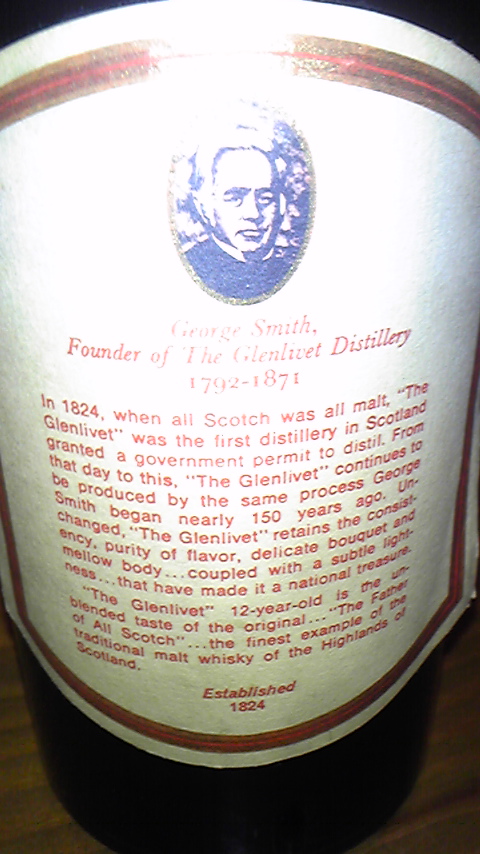 George Smith,
Founder of The Glenlivet Distillery
1792-1871
In 1824, when all Scotch was all malt, "The
Glenlivet" was the first distillery in Scotland
granted a government permit to distil. From
that day to this, "The Glenlivet" continues to
be produced by the same process George
Smith began nearly 150 years ago. Un-
changed, "The Glenlivet" retains the consist-
ency, purity of flavor, delicate bouquet and
mellow body...coupled with a subtle light-
ness...that have made it a national treasure.
"The Glenlivet" 12-year-old is the un-
blended taste of the original..."The Father
of All Scotch"...the finest example of the
traditional malt whisky of the Highlands of
Scotland.
Established
1824